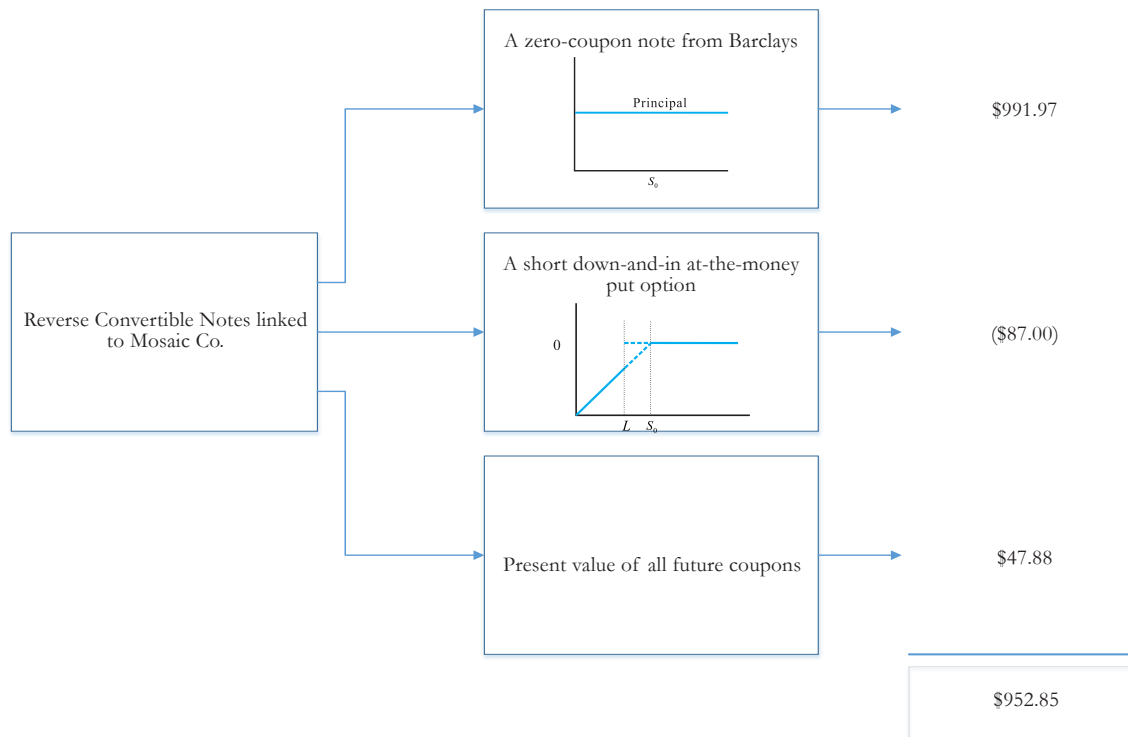 A zero-coupon note from Barclays
Principal
S₀
$991.97
Reverse Convertible Notes linked
to Mosaic Co.
A short down-and-in at-the-money
put option
0
L S₀
($87.00)
Present value of all future coupons
$47.88
$952.85